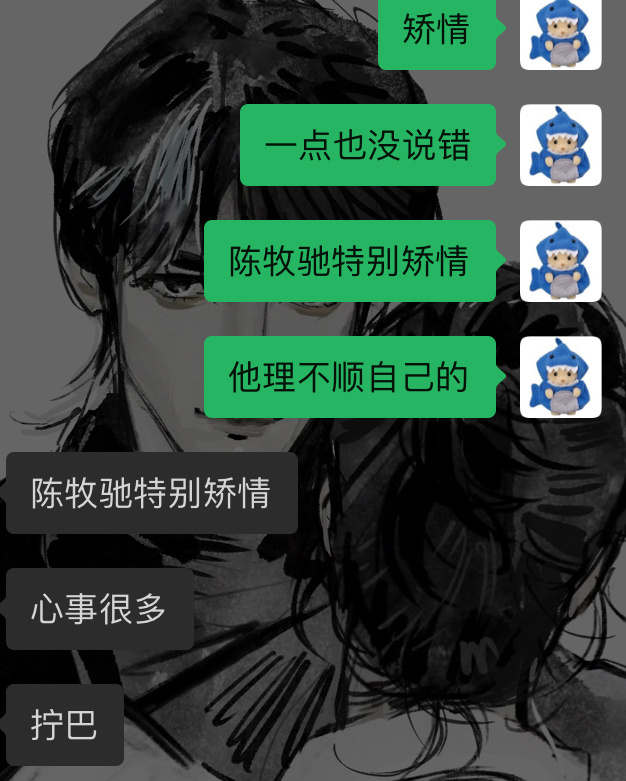 矫情
一点也没说错
陈牧驰特别矫情
他理不顺自己的
陈牧驰特别矫情
心事很多
拧巴